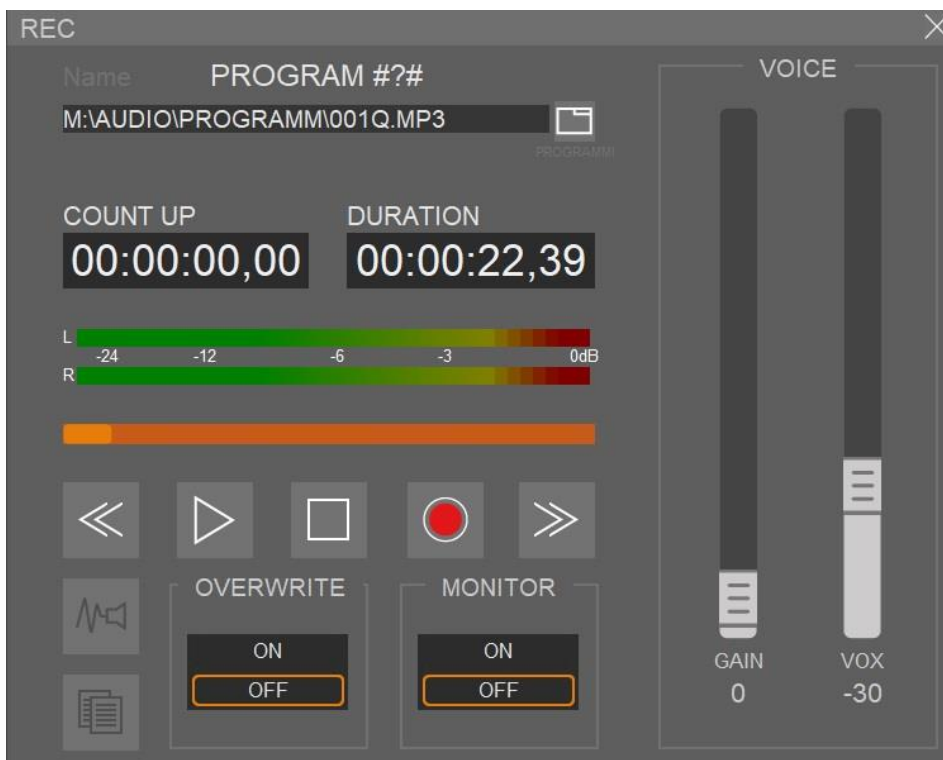 REC
Name PROGRAM #?#
M:\AUDIO\PROGRAMM\001Q.MP3
PROGRAMMI
COUNT UP DURATION
00:00:00,00 00:00:22,39
L
-24 -12 -6 -3 0dB
R
OVERWRITE MONITOR
ON ON
OFF OFF
VOICE
GAIN VOX
0 -30